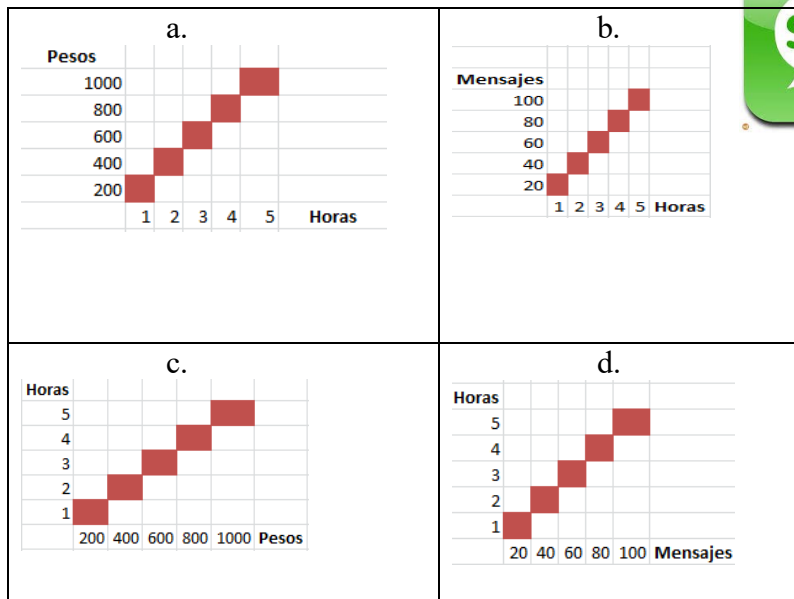 a.
Pesos
1000
800
600
400
200
1 2 3 4 5 Horas
b.
Mensajes
100
80
60
40
20
1 2 3 4 5 Horas
c.
Horas
5
4
3
2
1
200 400 600 800 1000 Pesos
d.
Horas
5
4
3
2
1
20 40 60 80 100 Mensajes